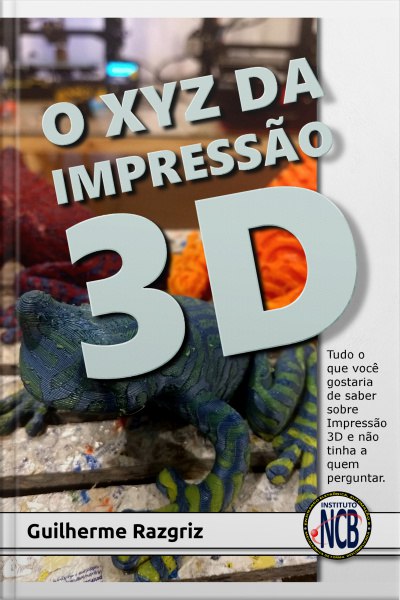 O XYZ DA
IMPRESSÃO
3D
Tudo o
que você
gostaria
de saber
sobre
Impressão
3D e não
tinha a
quem
perguntar.
Guilherme Razgriz
INSTITUTO
NCB